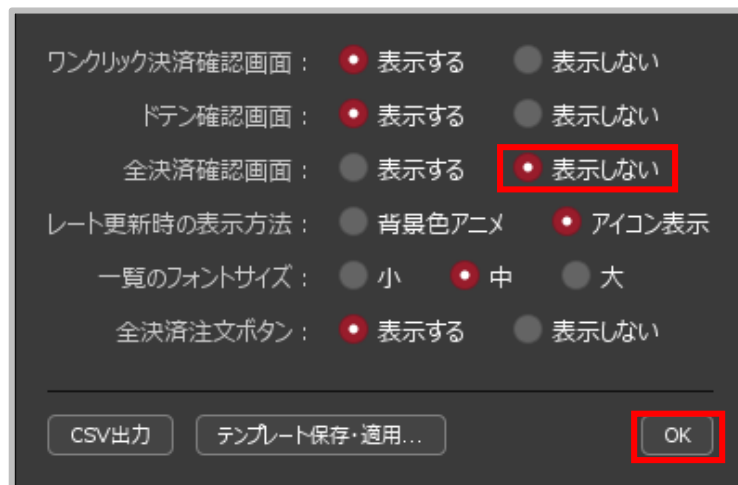 ワンクリック決済確認画面： 表示する 表示しない
ドテン確認画面： 表示する 表示しない
全決済確認画面： 表示する 表示しない
レート更新時の表示方法： 背景色アニメ アイコン表示
一覧のフォントサイズ： 小 中 大
全決済注文ボタン： 表示する 表示しない
CSV出力 テンプレート保存・適用... OK